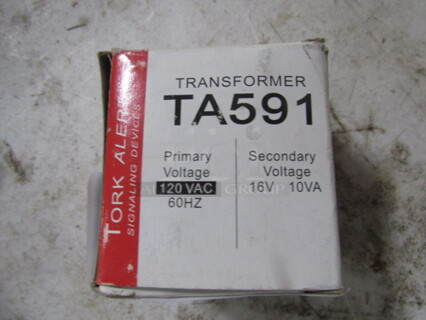 TORK ALER
SIGNALING DEVICES
TRANSFORMER
TA591
Primary
Voltage
120 VAC
60HZ
Secondary
Voltage
16V 10VA